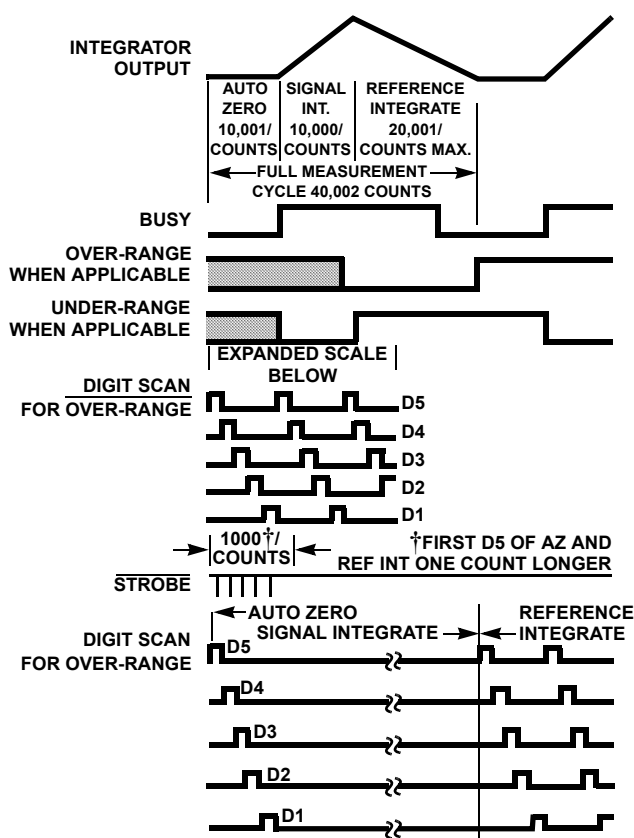 INTEGRATOR
OUTPUT
AUTO
ZERO
10,001/
COUNTS
SIGNAL
INT.
10,000/
COUNTS
REFERENCE
INTEGRATE
20,001/
COUNTS MAX.
FULL MEASUREMENT
CYCLE 40,002 COUNTS
BUSY
OVER-RANGE
WHEN APPLICABLE
UNDER-RANGE
WHEN APPLICABLE
EXPANDED SCALE
BELOW
DIGIT SCAN
FOR OVER-RANGE
D5
D4
D3
D2
D1
1000†/
COUNTS
†FIRST D5 OF AZ AND
REF INT ONE COUNT LONGER
STROBE
AUTO ZERO
SIGNAL INTEGRATE
REFERENCE
INTEGRATE
DIGIT SCAN
FOR OVER-RANGE
D5
D4
D3
D2
D1